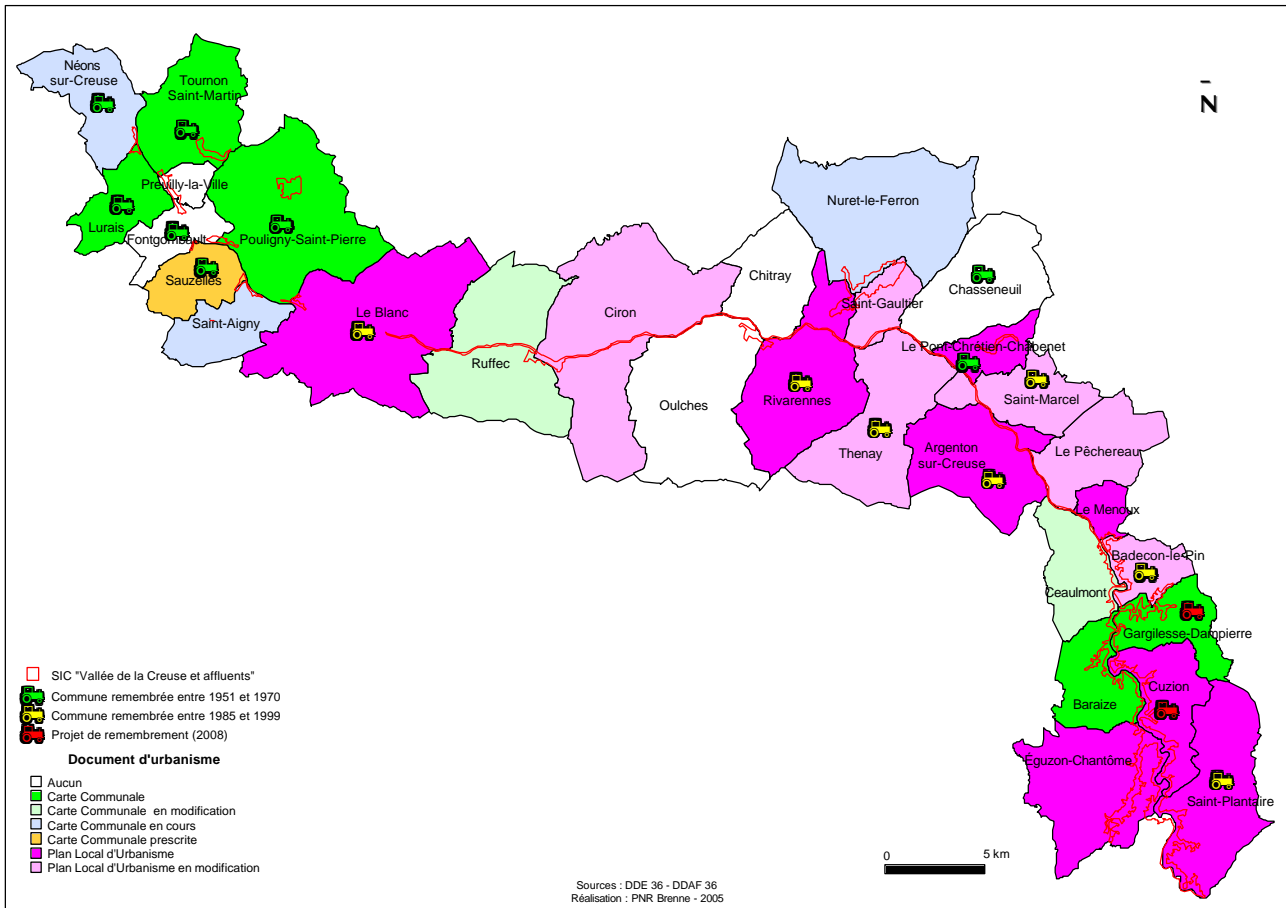 Néons
sur-Creuse
Tournon
Saint-Martin
N
Preuilly-la-Ville
Lurais
Fontgombault
Pouligny-Saint-Pierre
Sauzelles
Saint-Aigny
Le Blanc
Ruffec
Ciron
Chitray
Nuret-le-Ferron
Saint-Gaultier
Chasseneuil
Le Pont-Chrétien-Chabenet
Oulches
Rivarennes
Saint-Marcel
Thenay
Argenton
sur-Creuse
Le Pêchereau
Le Menoux
Badecon-le-Pin
Ceaulmont
Gargilesse-Dampierre
Cuzion
Baraize
Éguzon-Chantôme
Saint-Plantaire
SIC "Vallée de la Creuse et affluents"
Commune remembrée entre 1951 et 1970
Commune remembrée entre 1985 et 1999
Projet de remembrement (2008)
Document d'urbanisme
Aucun
Carte Communale
Carte Communale en modification
Carte Communale en cours
Carte Communale prescrite
Plan Local d'Urbanisme
Plan Local d'Urbanisme en modification
0 5 km
Sources : DDE 36 - DDAF 36
Réalisation : PNR Brenne - 2005